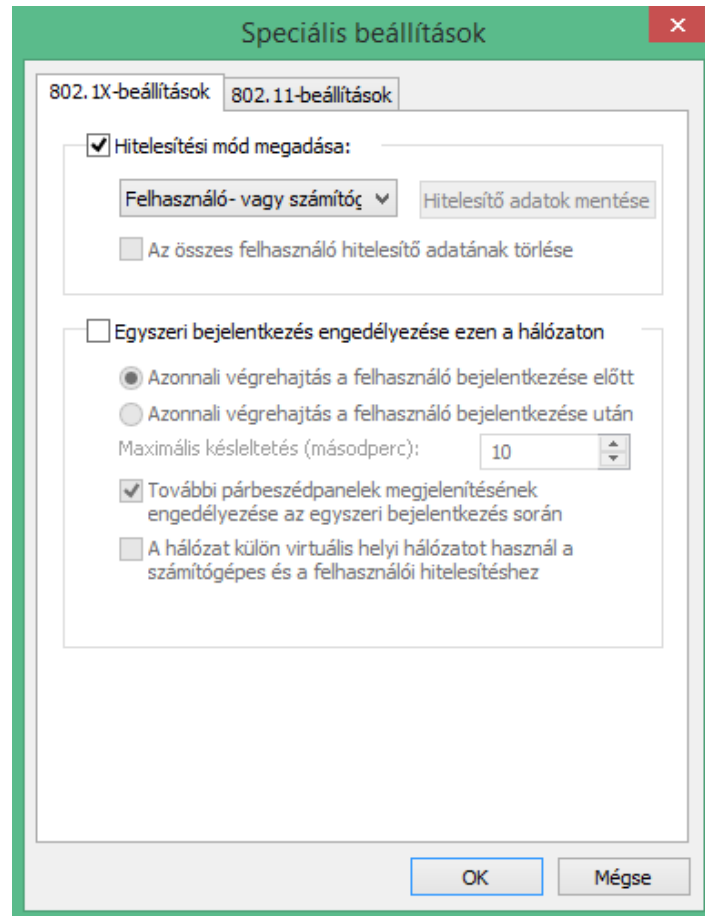 Speciális beállítások
802.1X-beállítások
802.11-beállítások
Hitelesítési mód megadása:
Felhasználó- vagy számítóg
Hitelesítő adatok mentése
Az összes felhasználó hitelesítő adatának törlése
Egyszeri bejelentkezés engedélyezése ezen a hálózaton
Azonnali végrehajtás a felhasználó bejelentkezése előtt
Azonnali végrehajtás a felhasználó bejelentkezése után
Maximális késleltetés (másodperc):
10
További párbeszédpanelek megjelenítésének
engedélyezése az egyszeri bejelentkezés során
A hálózat külön virtuális helyi hálózatot használ a
számítógépes és a felhasználói hitelesítéshez
OK
Mégse